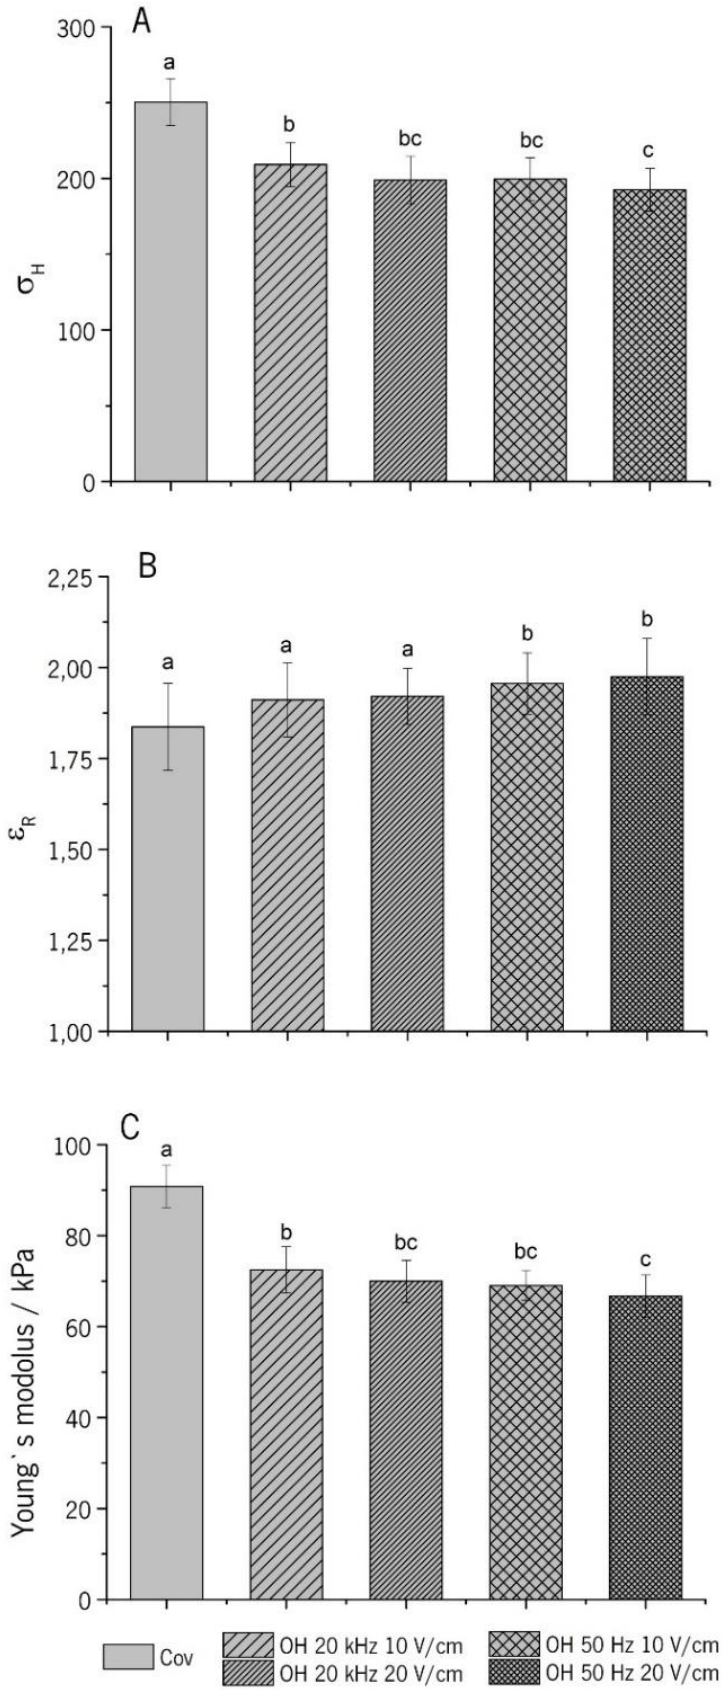 A
300
200
100
0
σH
a
b
bc
bc
c
B
2,25
2,00
1,75
1,50
1,25
1,00
εR
a
a
a
b
b
C
100
80
60
40
20
0
Young`s modolus / kPa
a
b
bc
bc
c
Cov
OH 20 kHz 10 V/cm
OH 20 kHz 20 V/cm
OH 50 Hz 10 V/cm
OH 50 Hz 20 V/cm